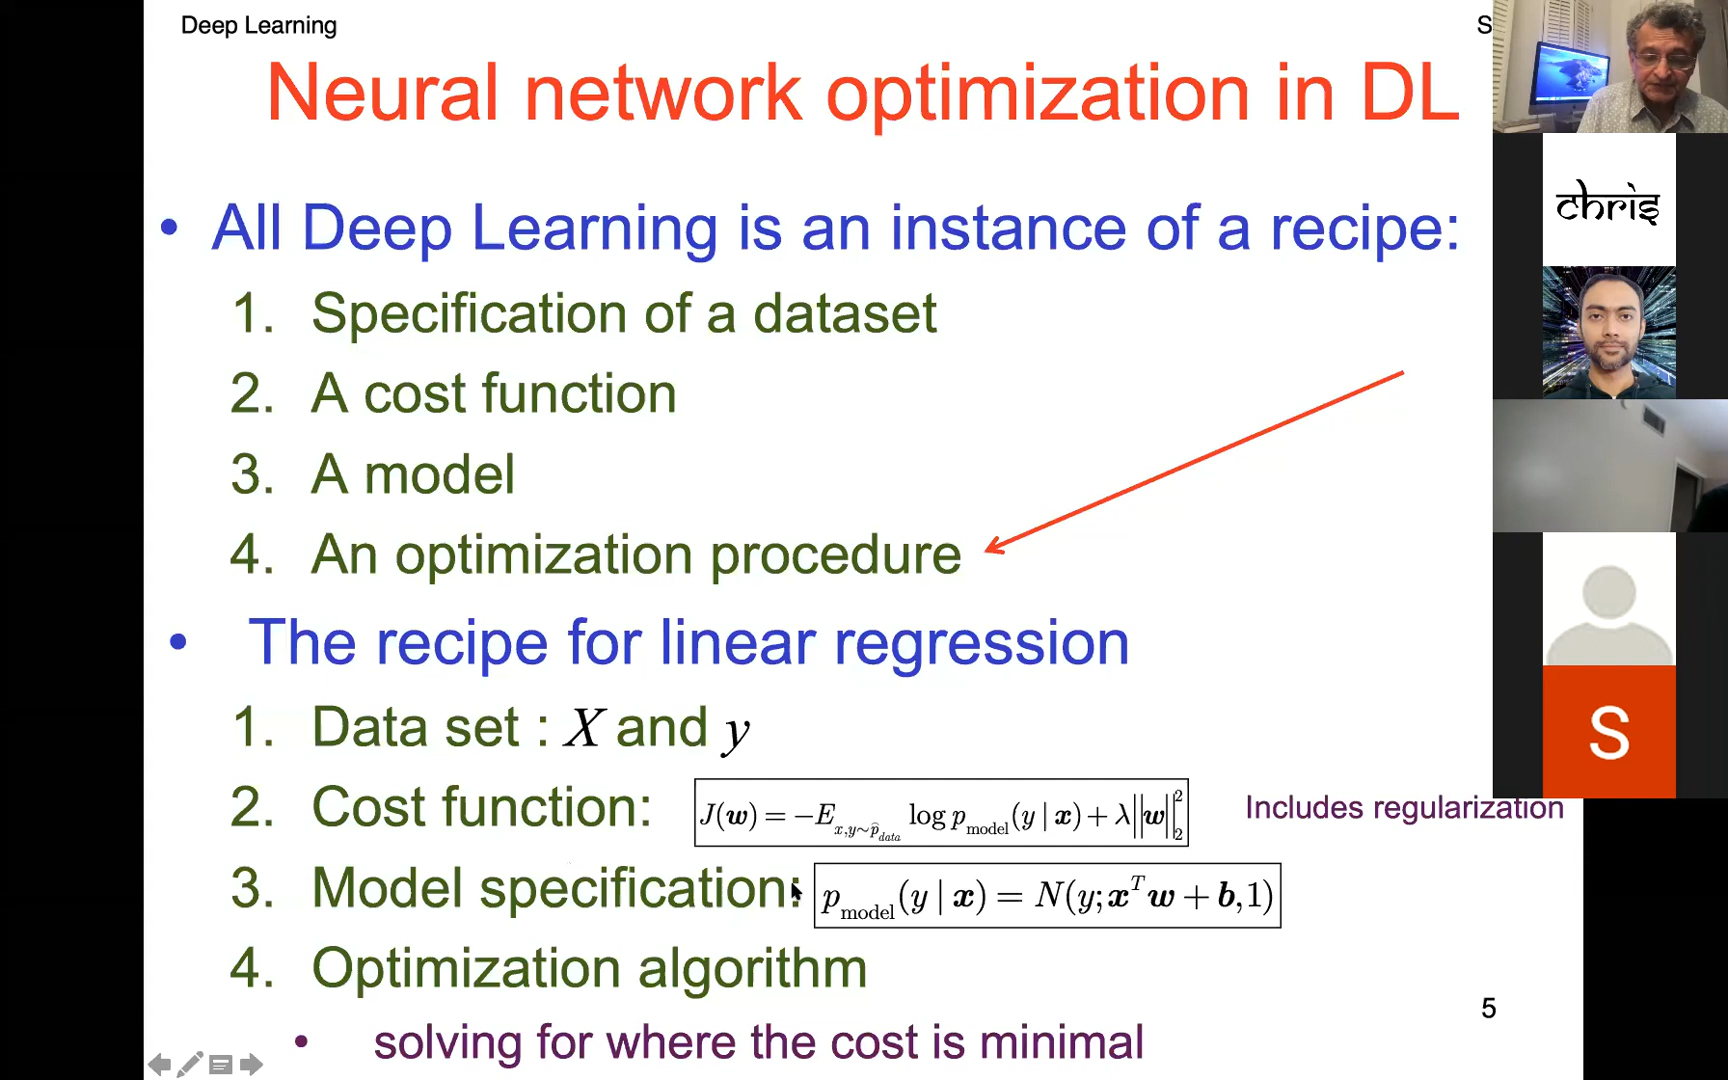 Deep Learning
S
Neural network optimization in DL
• All Deep Learning is an instance of a recipe:
1. Specification of a dataset
2. A cost function
3. A model
4. An optimization procedure
• The recipe for linear regression
1. Data set : X and y
2. Cost function: J(w) = −E_{x,y∼p̂_data} log p_model(y | x) + λ||w||₂² Includes regularization
3. Model specification: p_model(y | x) = N(y; xᵀw + b, 1)
4. Optimization algorithm
• solving for where the cost is minimal
5
chris
S